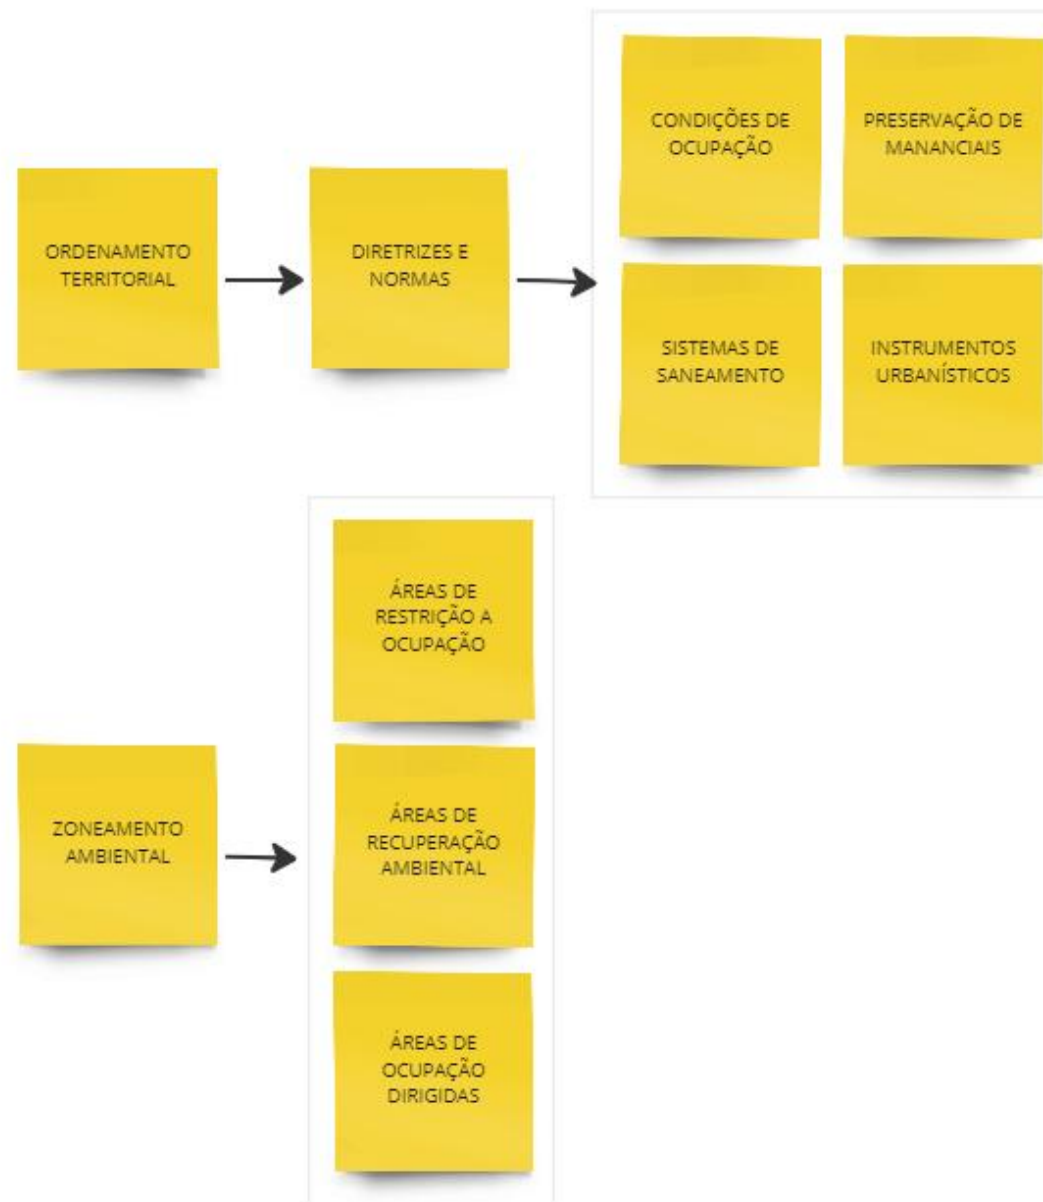 ORDENAMENTO
TERRITORIAL
DIRETRIZES E
NORMAS
CONDIÇÕES DE
OCUPAÇÃO
PRESERVAÇÃO DE
MANANCIAIS
SISTEMAS DE
SANEAMENTO
INSTRUMENTOS
URBANÍSTICOS
ZONEAMENTO
AMBIENTAL
ÁREAS DE
RESTRIÇÃO A
OCUPAÇÃO
ÁREAS DE
RECUPERAÇÃO
AMBIENTAL
ÁREAS DE
OCUPAÇÃO
DIRIGIDAS